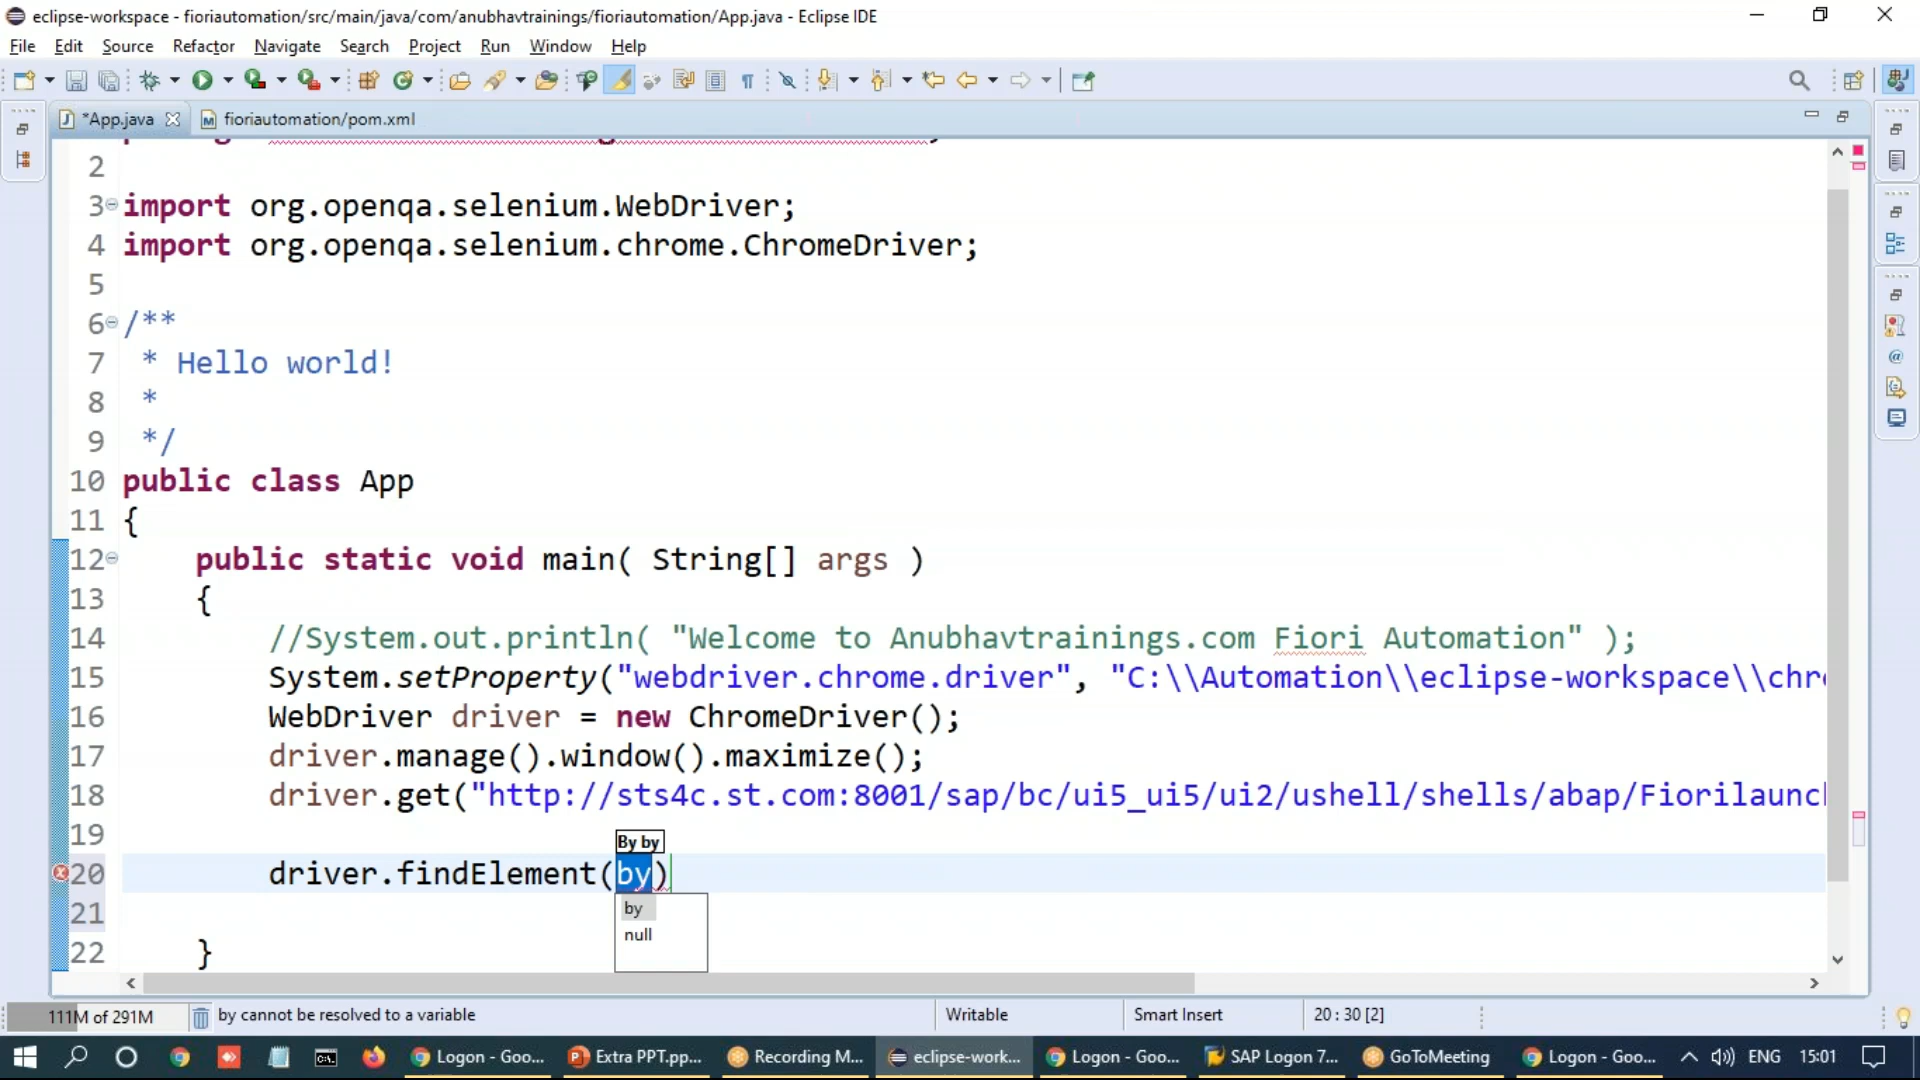 eclipse-workspace - fioriautomation/src/main/java/com/anubhavtrainings/fioriautomation/App.java - Eclipse IDE
File Edit Source Refactor Navigate Search Project Run Window Help
*App.java fioriautomation/pom.xml
2
3 import org.openqa.selenium.WebDriver;
4 import org.openqa.selenium.chrome.ChromeDriver;
5
6 /**
7 * Hello world!
8 *
9 */
10 public class App
11 {
12 public static void main( String[] args )
13 {
14 //System.out.println( "Welcome to Anubhavtrainings.com Fiori Automation" );
15 System.setProperty("webdriver.chrome.driver", "C:\\Automation\\eclipse-workspace\\chr
16 WebDriver driver = new ChromeDriver();
17 driver.manage().window().maximize();
18 driver.get("http://sts4c.st.com:8001/sap/bc/ui5_ui5/ui2/ushell/shells/abap/Fiorilaunc
19
By by
20 driver.findElement(by)
by
21
null
22 }
111M of 291M by cannot be resolved to a variable Writable Smart Insert 20 : 30 [2]
Logon - Goo... Extra PPT.pp... Recording M... eclipse-work... Logon - Goo... SAP Logon 7... GoToMeeting Logon - Goo... ENG 15:01